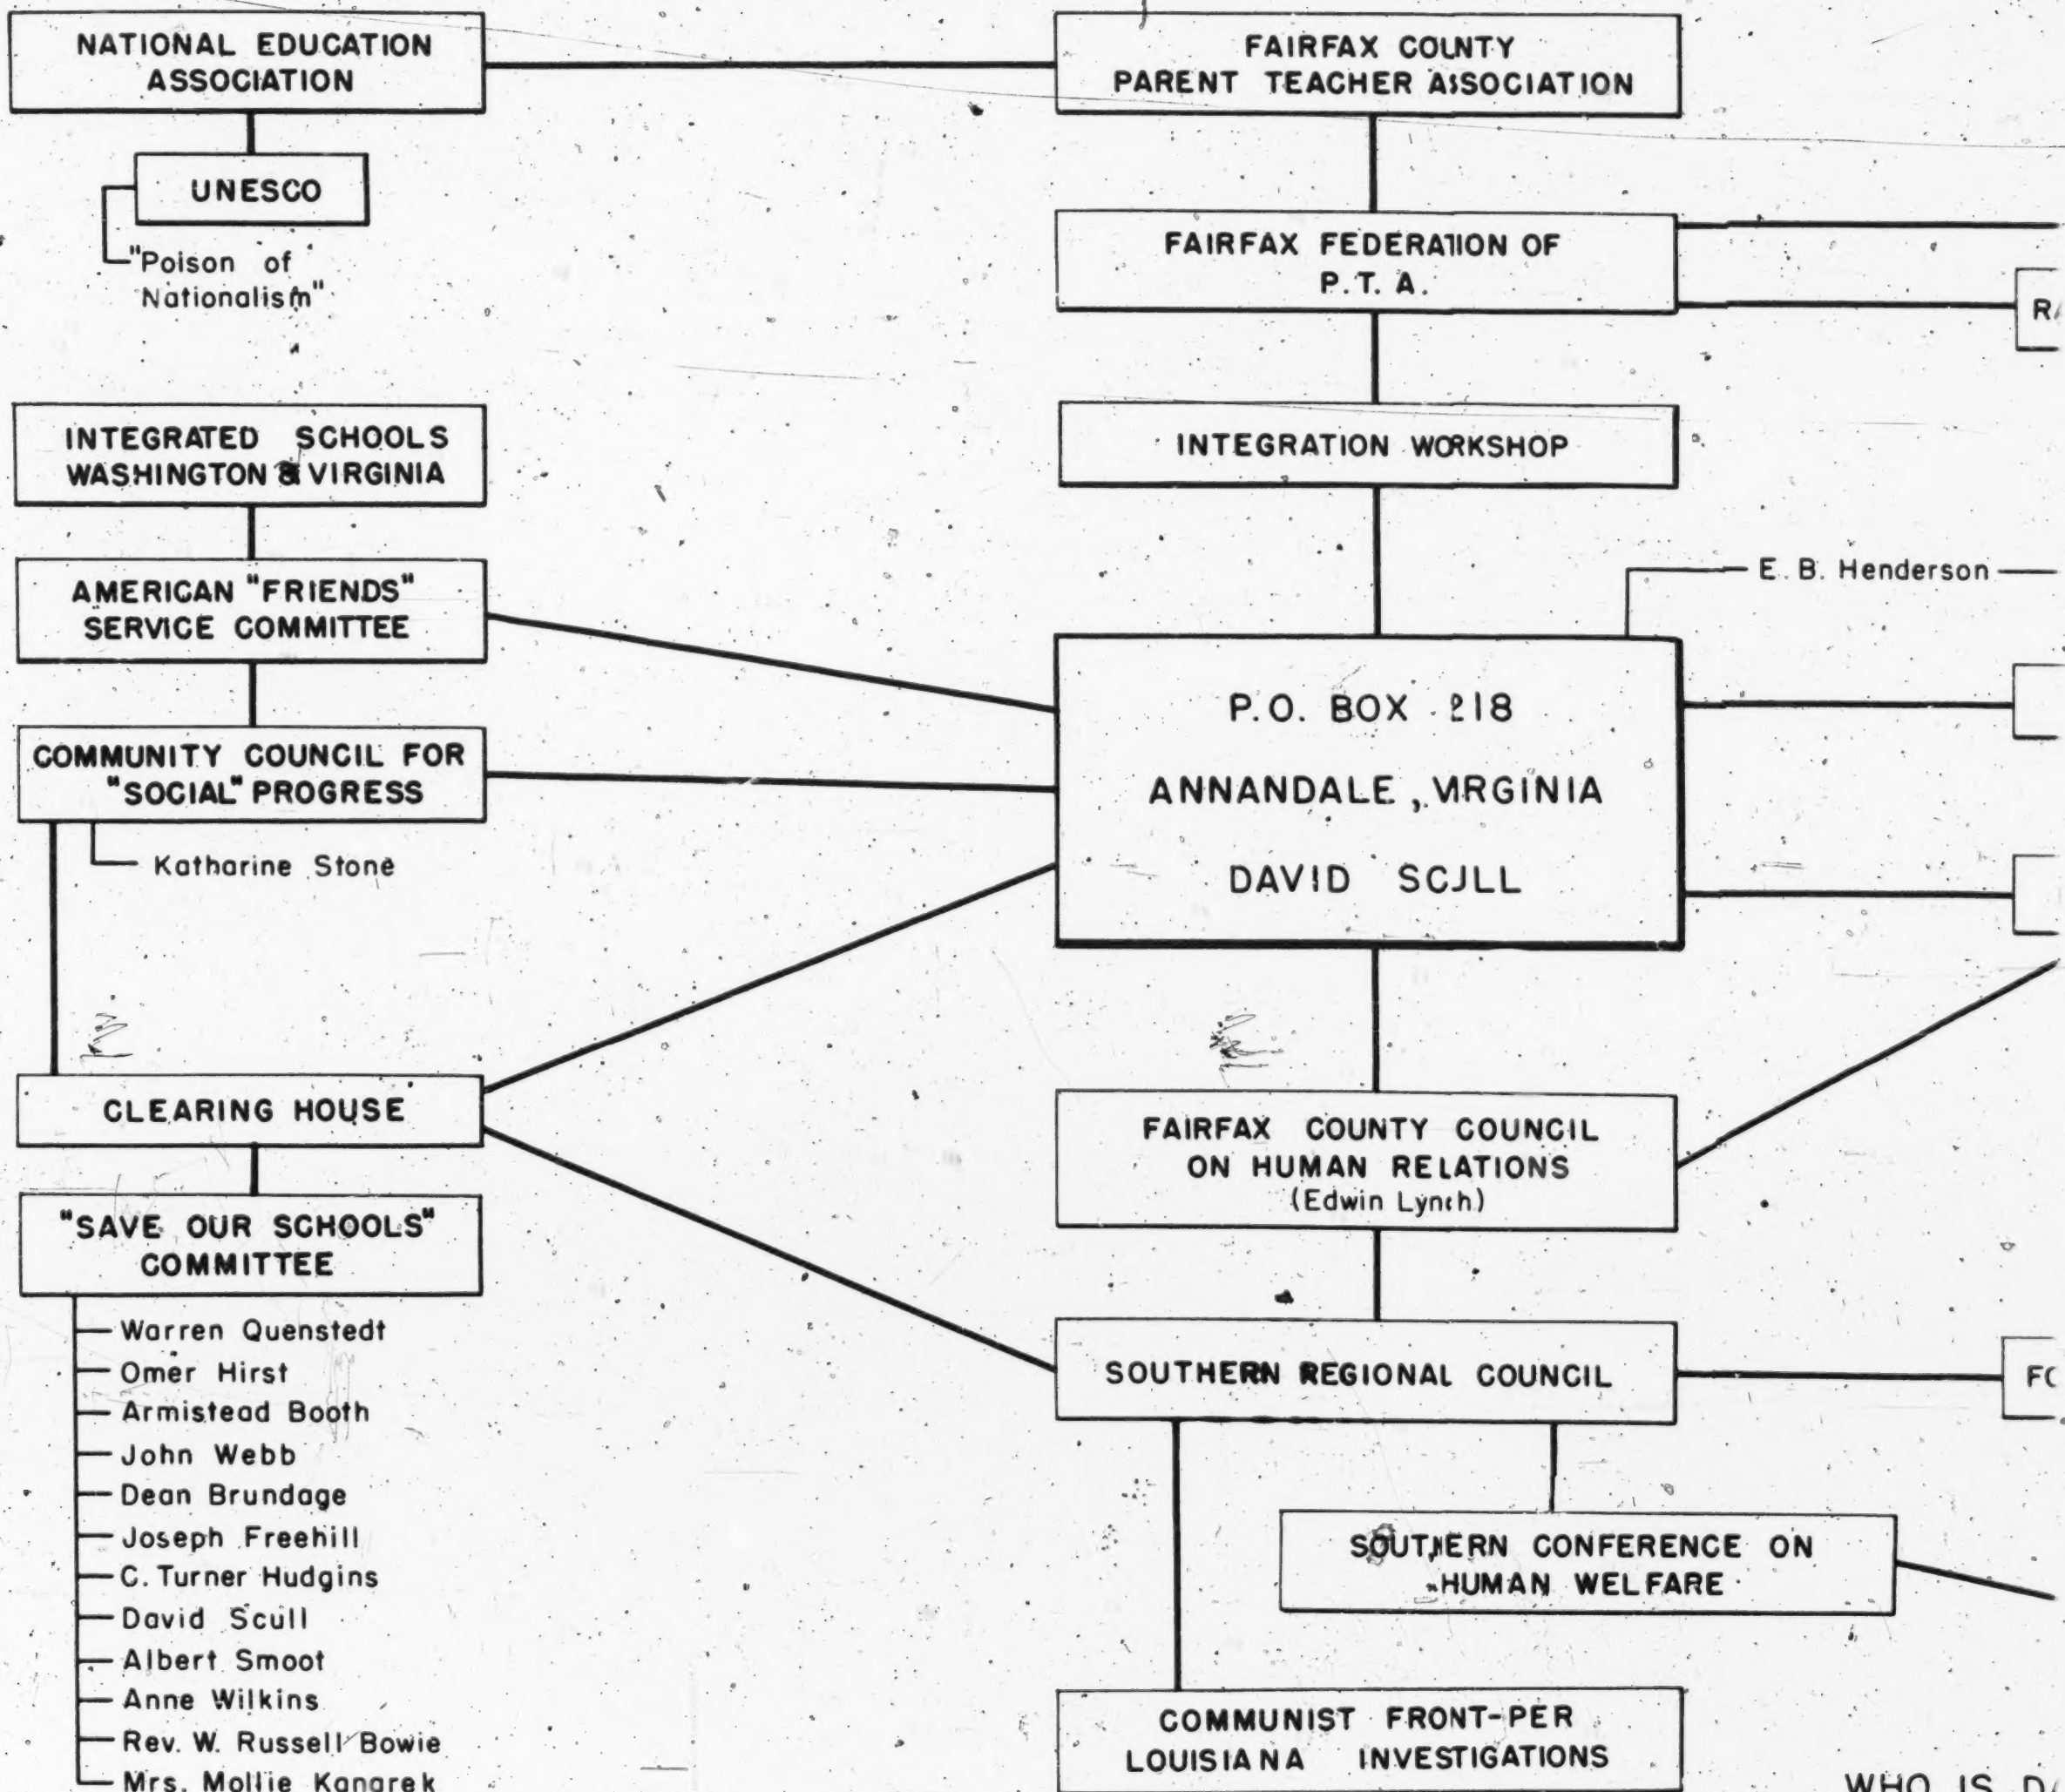 NATIONAL EDUCATION
ASSOCIATION
UNESCO
"Poison of
Nationalism"
INTEGRATED SCHOOLS
WASHINGTON & VIRGINIA
AMERICAN "FRIENDS"
SERVICE COMMITTEE
COMMUNITY COUNCIL FOR
"SOCIAL" PROGRESS
Katharine Stone
CLEARING HOUSE
"SAVE OUR SCHOOLS"
COMMITTEE
Warren Quenstedt
Omer Hirst
Armistead Booth
John Webb
Dean Brundage
Joseph Freehill
C. Turner Hudgins
David Scull
Albert Smoot
Anne Wilkins
Rev. W. Russell Bowie
Mrs. Mollie Kanarek
FAIRFAX COUNTY
PARENT TEACHER ASSOCIATION
FAIRFAX FEDERATION OF
P.T.A.
INTEGRATION WORKSHOP
E. B. Henderson
P.O. BOX 218
ANNANDALE, VIRGINIA
DAVID SCULL
FAIRFAX COUNTY COUNCIL
ON HUMAN RELATIONS
(Edwin Lynch)
SOUTHERN REGIONAL COUNCIL
SOUTHERN CONFERENCE ON
HUMAN WELFARE
COMMUNIST FRONT-PER
LOUISIANA INVESTIGATIONS
WHO IS